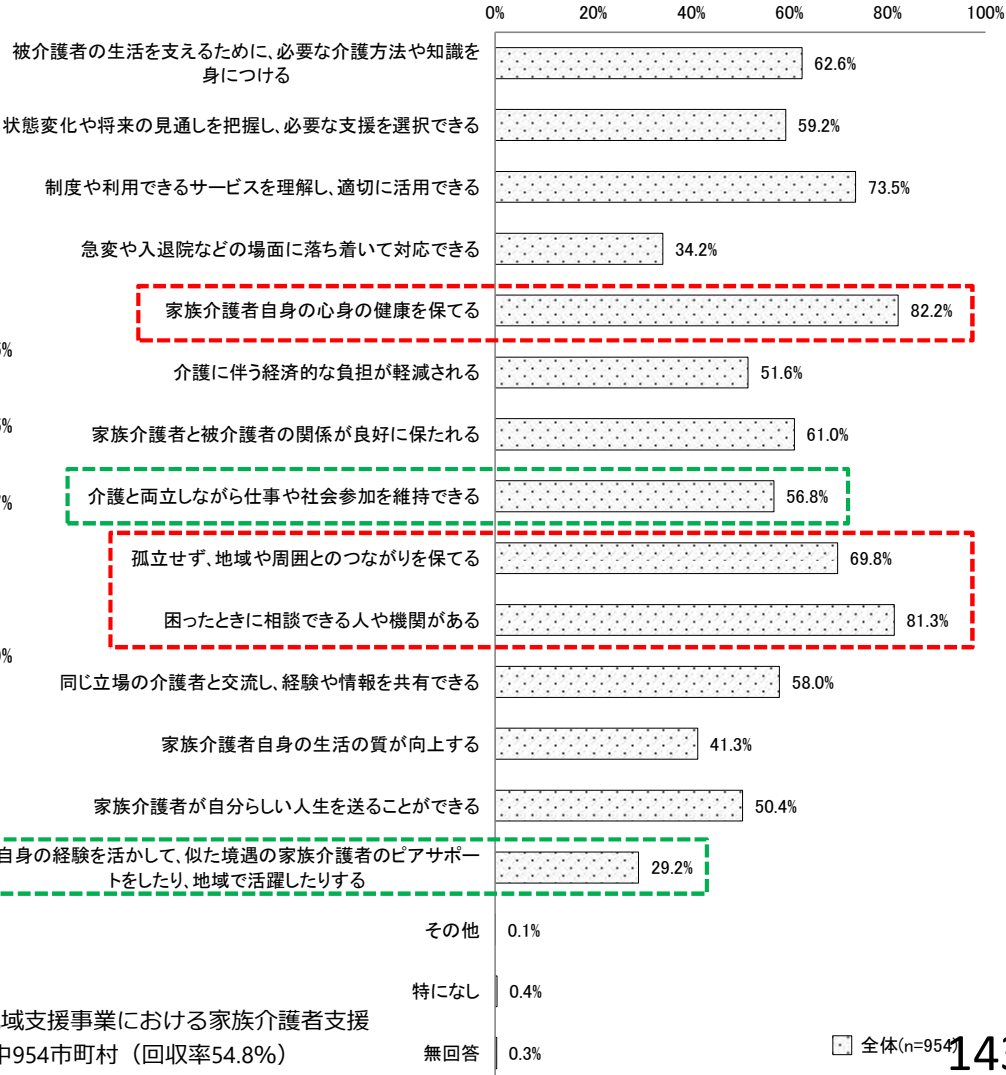 0% 20% 40% 60% 80% 100%
被介護者の生活を支えるために、必要な介護方法や知識を
身につける
62.6%
状態変化や将来の見通しを把握し、必要な支援を選択できる
59.2%
制度や利用できるサービスを理解し、適切に活用できる
73.5%
急変や入退院などの場面に落ち着いて対応できる
34.2%
家族介護者自身の心身の健康を保てる
82.2%
介護に伴う経済的な負担が軽減される
51.6%
家族介護者と被介護者の関係が良好に保たれる
61.0%
介護と両立しながら仕事や社会参加を維持できる
56.8%
孤立せず、地域や周囲とのつながりを保てる
69.8%
困ったときに相談できる人や機関がある
81.3%
同じ立場の介護者と交流し、経験や情報を共有できる
58.0%
家族介護者自身の生活の質が向上する
41.3%
家族介護者が自分らしい人生を送ることができる
50.4%
自身の経験を活かして、似た境遇の家族介護者のピアサポー
トをしたり、地域で活躍したりする
29.2%
その他
0.1%
特になし
0.4%
無回答
0.3%
域支援事業における家族介護者支援
中954市町村（回収率54.8%）
全体(n=954)
143